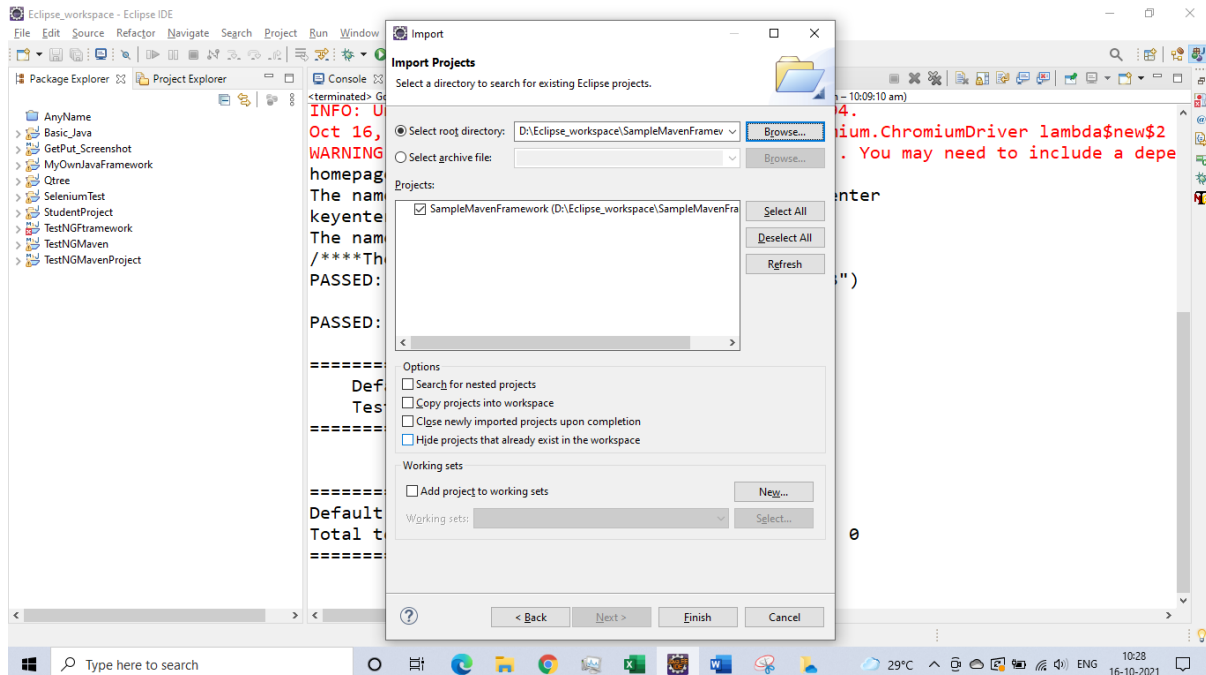 Eclipse_workspace - Eclipse IDE
File Edit Source Refactor Navigate Search Project Run Window
Package Explorer Project Explorer
AnyName
Basic_Java
GetPut_Screenshot
MyOwnJavaFramework
Qtree
SeleniumTest
StudentProject
TestNGFtramework
TestNGMaven
TestNGMavenProject
Console
<terminated> Go
– 10:09:10 am)
INFO: U
04.
Oct 16,
ium.ChromiumDriver lambda$new$2
WARNING
. You may need to include a depe
homepag
The nam
enter
keyente
The nam
/****Th
PASSED:
")
PASSED:
========
Def
Tes
========
========
Default
Total t
0
========
Import
Import Projects
Select a directory to search for existing Eclipse projects.
Select root directory: D:\Eclipse_workspace\SampleMavenFramev Browse...
Select archive file: Browse...
Projects:
SampleMavenFramework (D:\Eclipse_workspace\SampleMavenFra
Select All
Deselect All
Refresh
Options
Search for nested projects
Copy projects into workspace
Close newly imported projects upon completion
Hide projects that already exist in the workspace
Working sets
Add project to working sets New...
Working sets: Select...
< Back Next > Finish Cancel
Type here to search
29°C ENG 10:28
16-10-2021